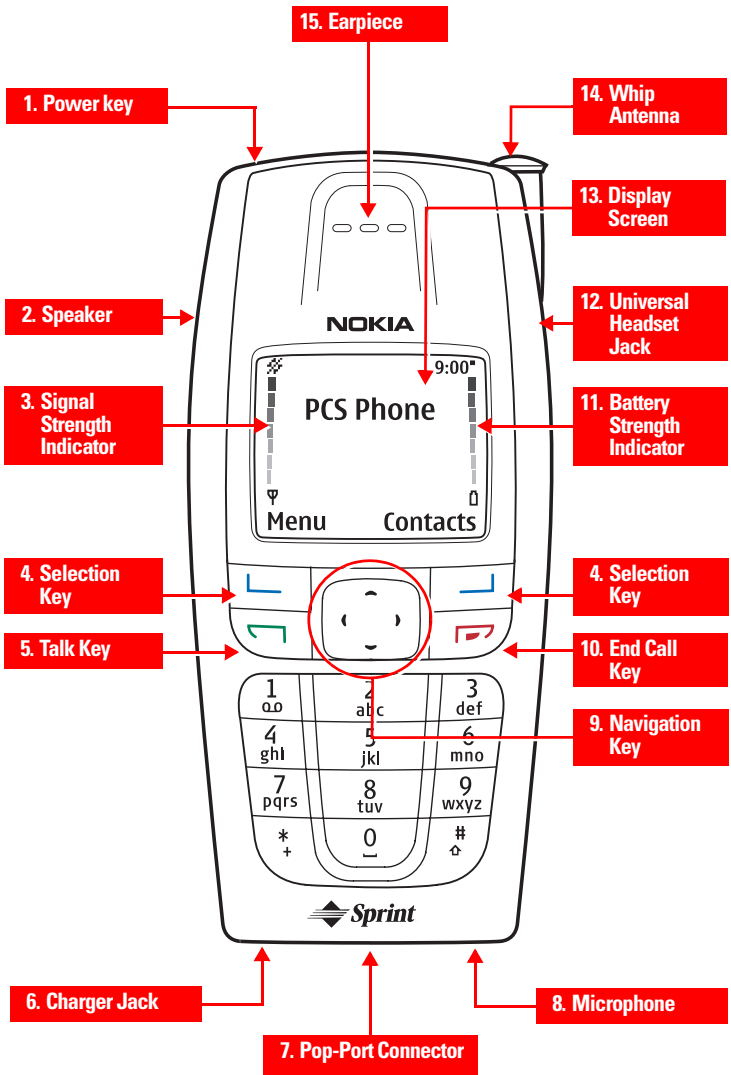 15. Earpiece
1. Power key
14. Whip
Antenna
13. Display
Screen
2. Speaker
12. Universal
Headset
Jack
NOKIA
9:00
3. Signal
Strength
Indicator
PCS Phone
11. Battery
Strength
Indicator
Menu Contacts
4. Selection
Key
4. Selection
Key
5. Talk Key
10. End Call
Key
9. Navigation
Key
1 2 3
abc def
4 5 6
ghi jkl mno
7 8 9
pqrs tuv wxyz
* 0 #
+
Sprint
6. Charger Jack
8. Microphone
7. Pop-Port Connector